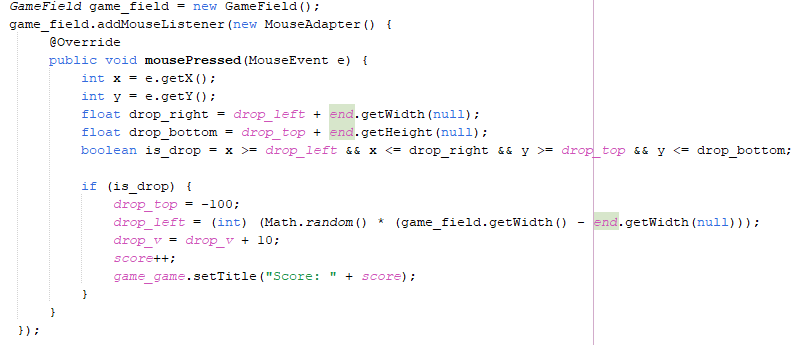 GameField game_field = new GameField();
game_field.addMouseListener(new MouseAdapter() {
@Override
public void mousePressed(MouseEvent e) {
int x = e.getX();
int y = e.getY();
float drop_right = drop_left + end.getWidth(null);
float drop_bottom = drop_top + end.getHeight(null);
boolean is_drop = x >= drop_left && x <= drop_right && y >= drop_top && y <= drop_bottom;
if (is_drop) {
drop_top = -100;
drop_left = (int) (Math.random() * (game_field.getWidth() - end.getWidth(null)));
drop_v = drop_v + 10;
score++;
game_game.setTitle("Score: " + score);
}
}
});